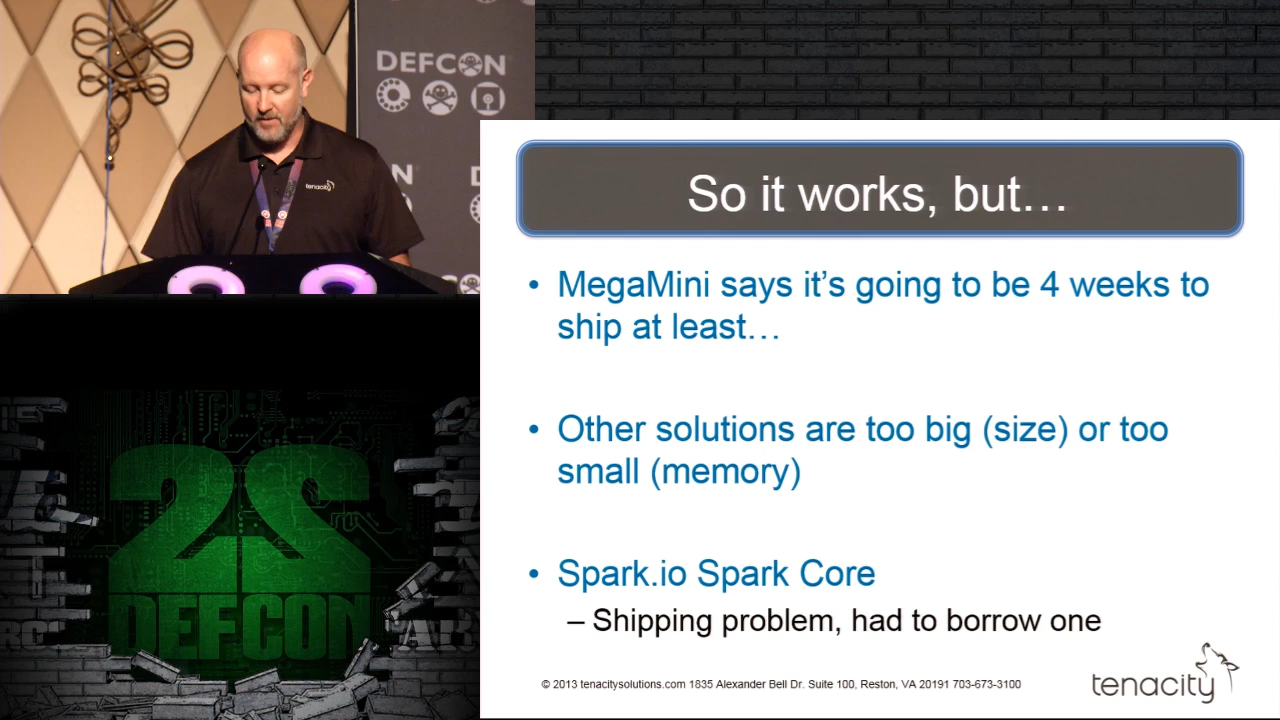 DEFCON
tenacity
So it works, but…
• MegaMini says it's going to be 4 weeks to
ship at least…
• Other solutions are too big (size) or too
small (memory)
• Spark.io Spark Core
– Shipping problem, had to borrow one
© 2013 tenacitysolutions.com 1835 Alexander Bell Dr. Suite 100, Reston, VA 20191 703-673-3100
tenacity
22
DEFCON